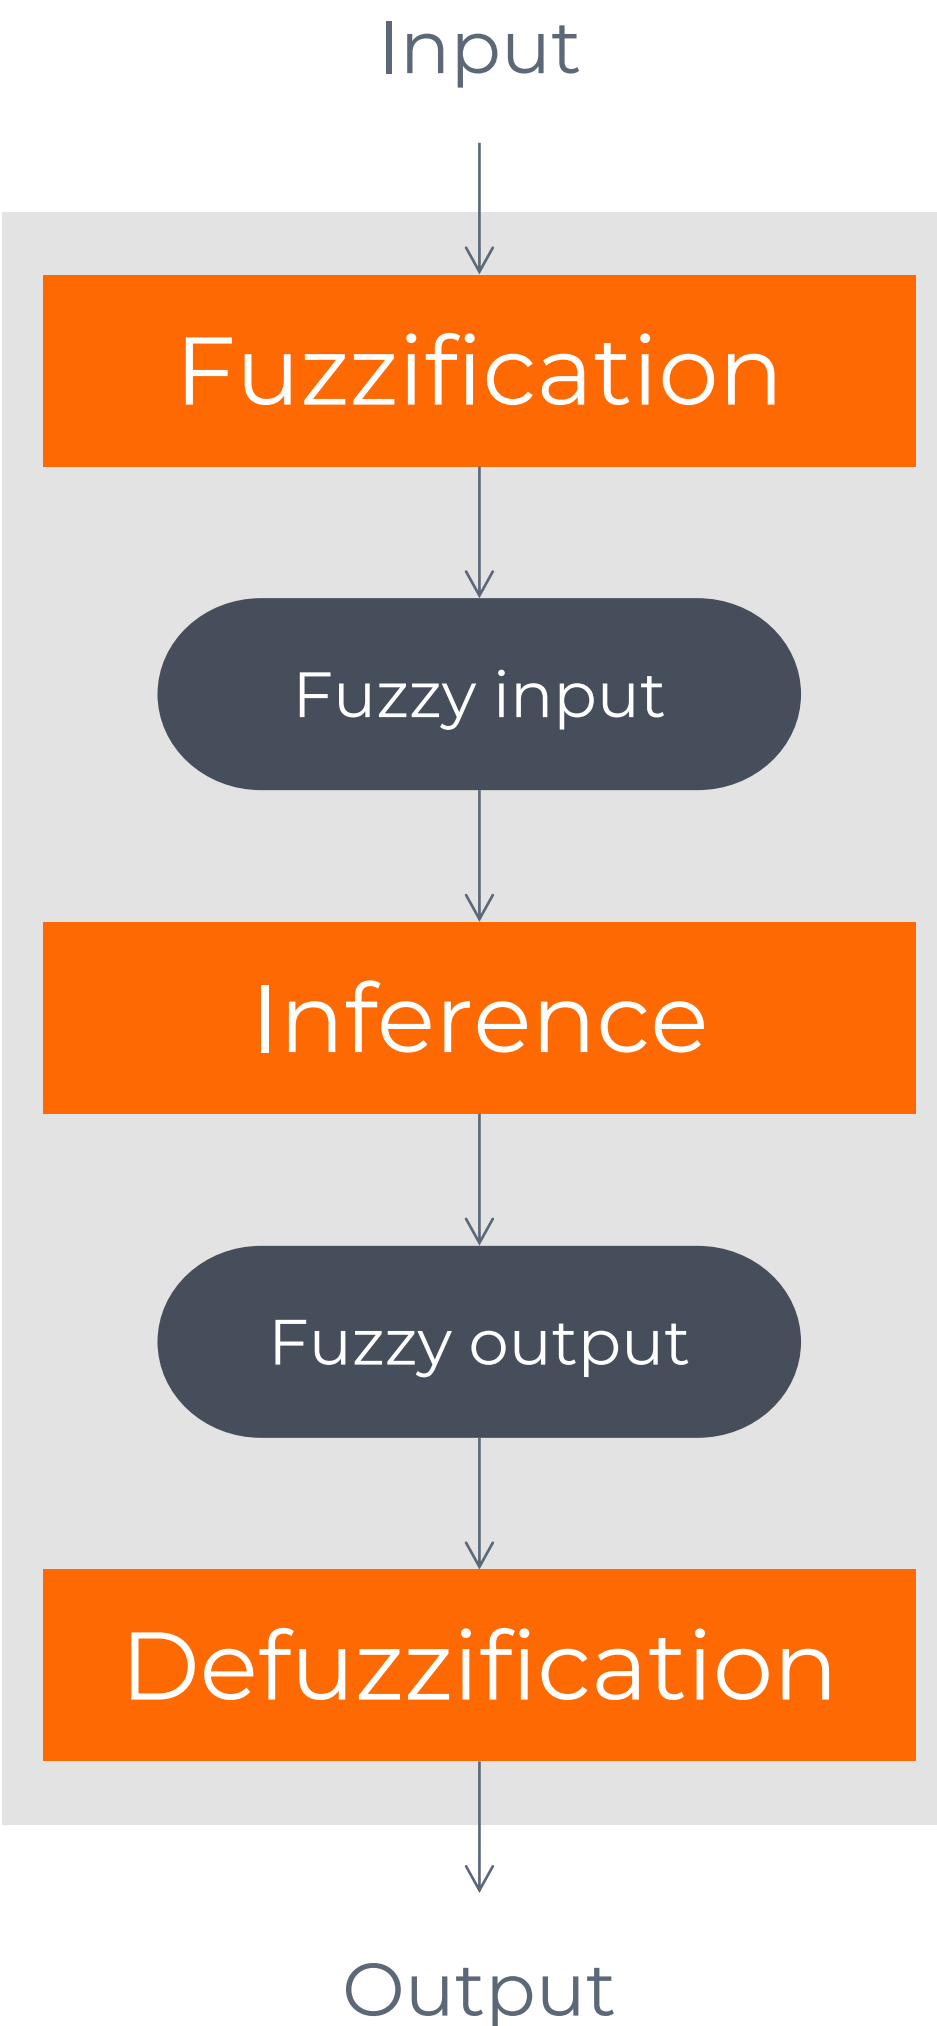 Input
Fuzzification
Fuzzy input
Inference
Fuzzy output
Defuzzification
Output